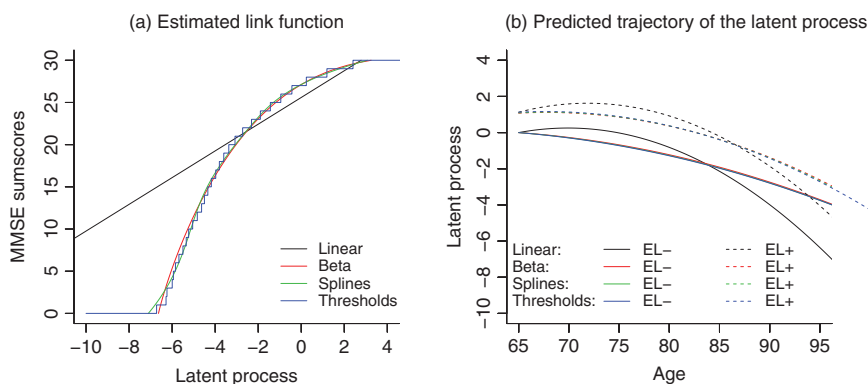 (a) Estimated link function
MMSE sumscores
30
25
20
15
10
5
0
Linear
Beta
Splines
Thresholds
−10 −8 −6 −4 −2 0 2 4
Latent process
(b) Predicted trajectory of the latent process
Latent process
4
2
0
−2
−4
−6
−8
−10
Linear: EL− EL+
Beta: EL− EL+
Splines: EL− EL+
Thresholds: EL− EL+
65 70 75 80 85 90 95
Age